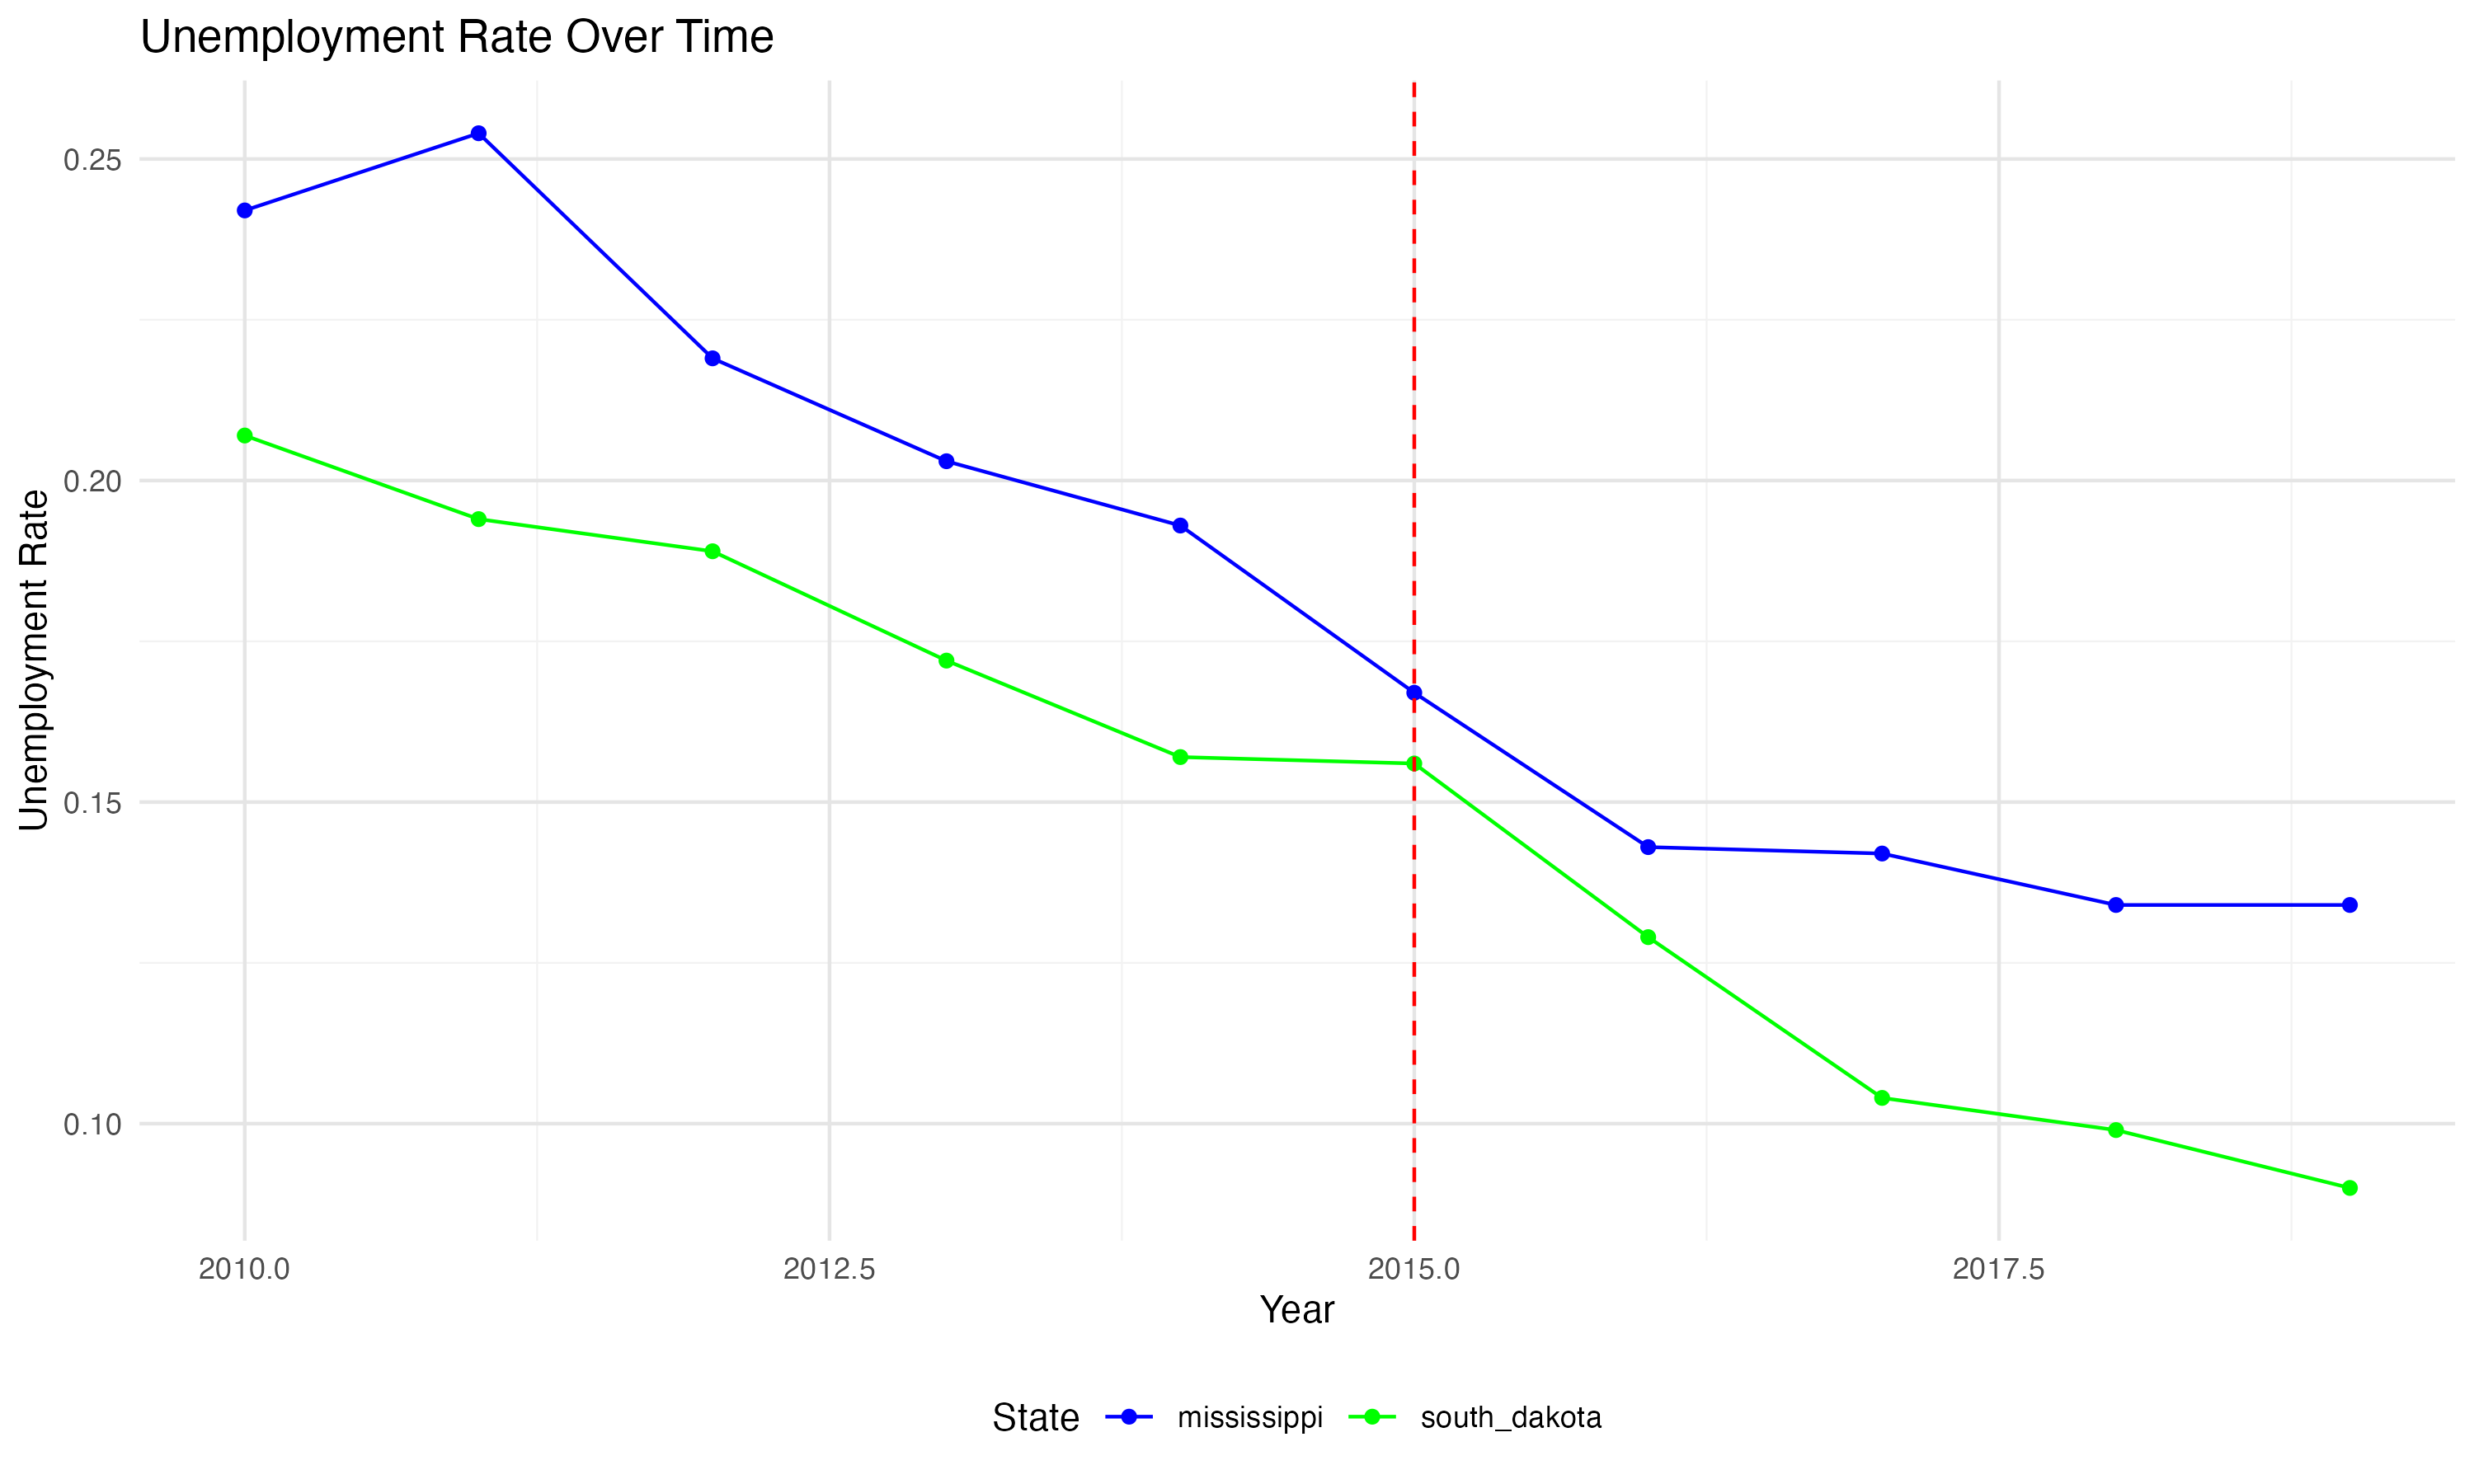 Unemployment Rate Over Time
Unemployment Rate
0.25
0.20
0.15
0.10
2010.0 2012.5 2015.0 2017.5
Year
State mississippi south_dakota